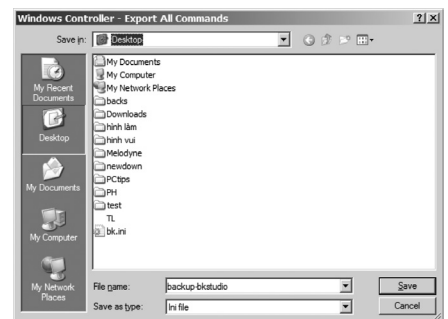 Windows Controller - Export All Commands
Save in:
Desktop
My Recent
Documents
Desktop
My Documents
My Computer
My Network
Places
My Documents
My Computer
My Network Places
backs
Downloads
hinh làm
hinh vui
Melodyne
newdown
PCtips
PH
test
TL
bk.ini
File name:
backup-bkstudio
Save
Save as type:
Ini file
Cancel